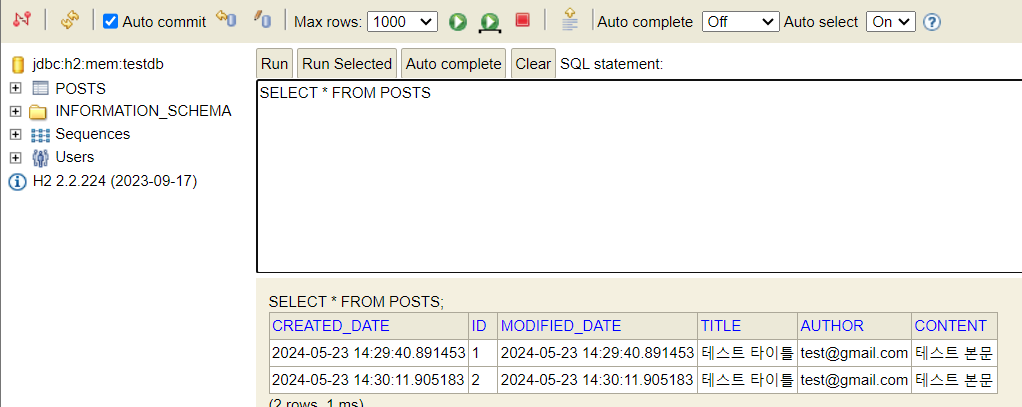 Auto commit Max rows: 1000 Auto complete Off Auto select On
jdbc:h2:mem:testdb
POSTS
INFORMATION_SCHEMA
Sequences
Users
H2 2.2.224 (2023-09-17)
Run Run Selected Auto complete Clear SQL statement:
SELECT * FROM POSTS
SELECT * FROM POSTS;
CREATED_DATE ID MODIFIED_DATE TITLE AUTHOR CONTENT
2024-05-23 14:29:40.891453 1 2024-05-23 14:29:40.891453 테스트 타이틀 test@gmail.com 테스트 본문
2024-05-23 14:30:11.905183 2 2024-05-23 14:30:11.905183 테스트 타이틀 test@gmail.com 테스트 본문
(2 rows, 1 ms)